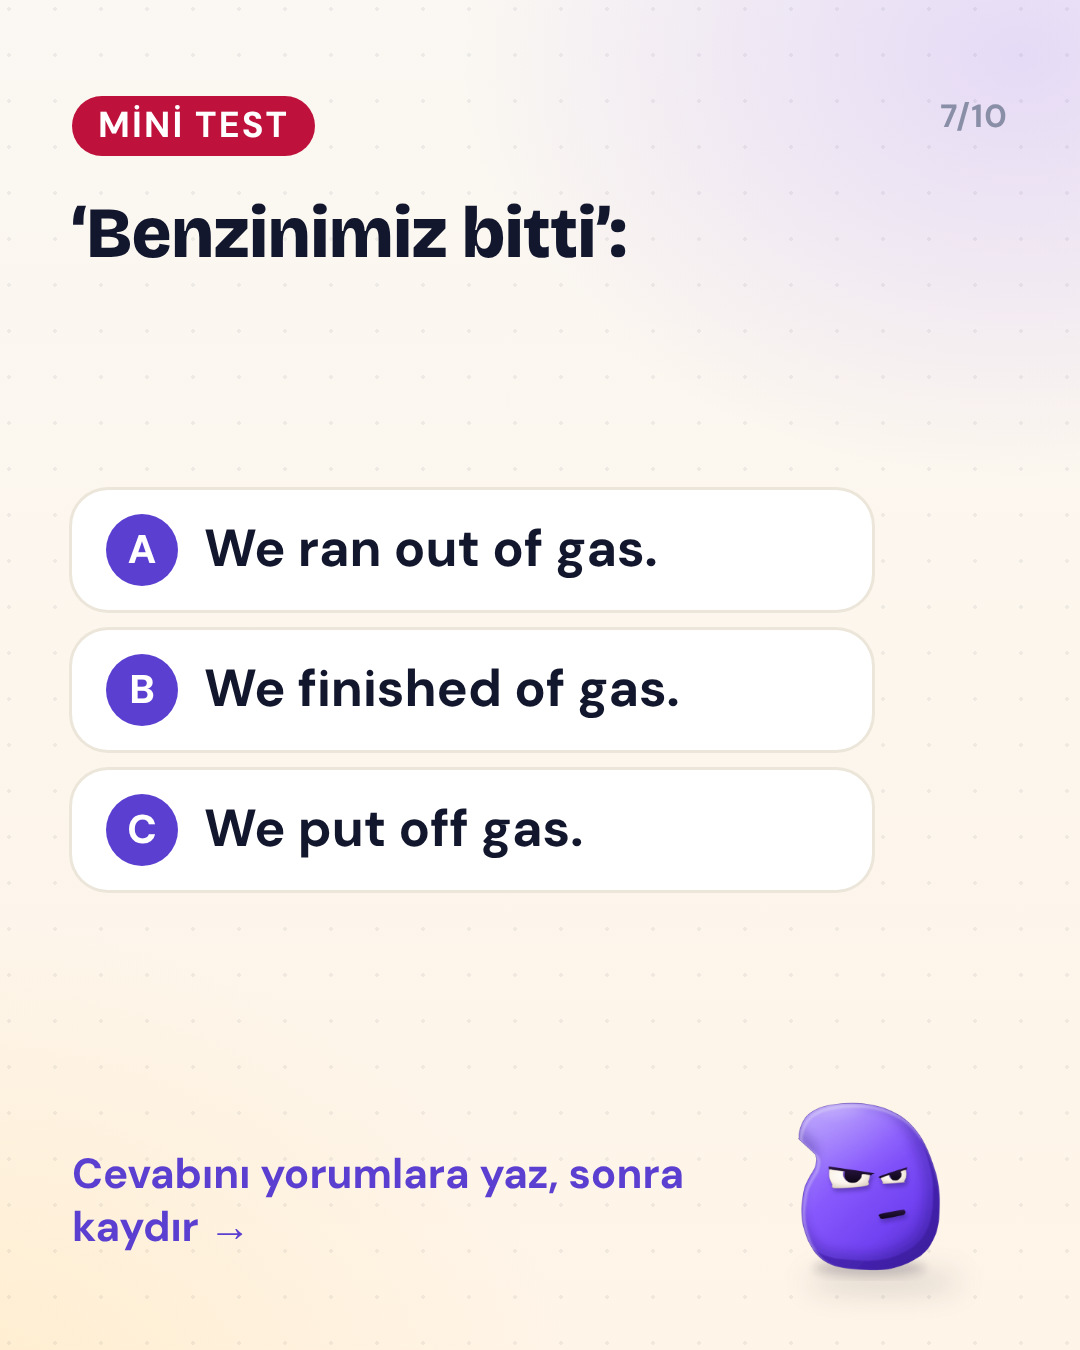 MİNİ TEST
7/10
‘Benzinimiz bitti’:
A We ran out of gas.
B We finished of gas.
C We put off gas.
Cevabını yorumlara yaz, sonra
kaydır →